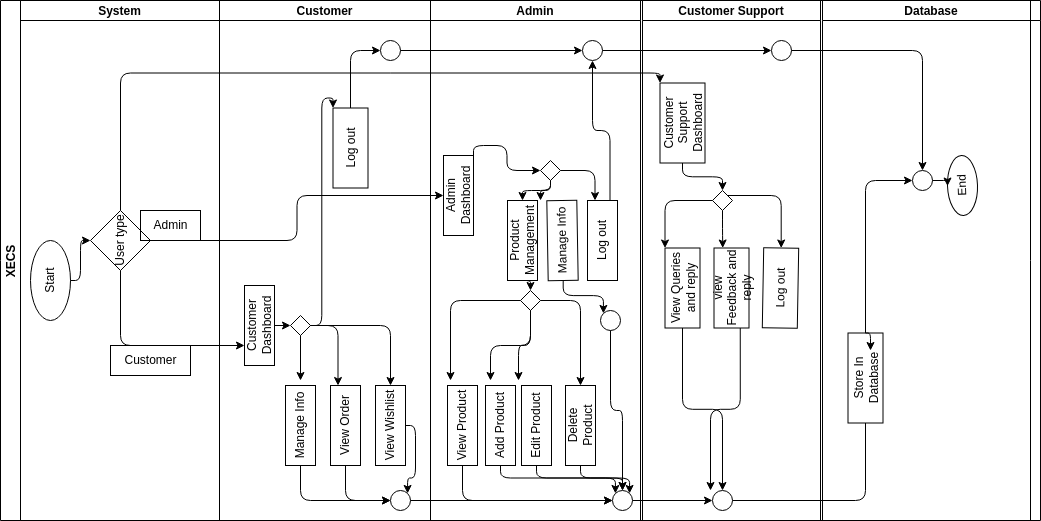 System
Customer
Admin
Customer Support
Database
XECS
Start
User type
Admin
Customer
Log out
Customer
Dashboard
Manage Info
View Order
View Wishlist
Admin
Dashboard
Product
Management
Manage Info
Log out
View Product
Add Product
Edit Product
Delete
Product
Customer
Support
Dashboard
View Queries
and reply
view
Feedback and
reply
Log out
Store In
Database
End